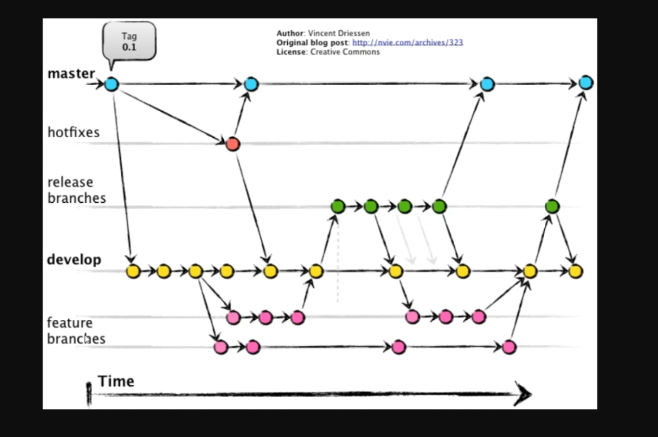 Tag
0.1
Author: Vincent Driessen
Original blog post: http://nvie.com/archives/323
License: Creative Commons
master
hotfixes
release
branches
develop
feature
branches
Time